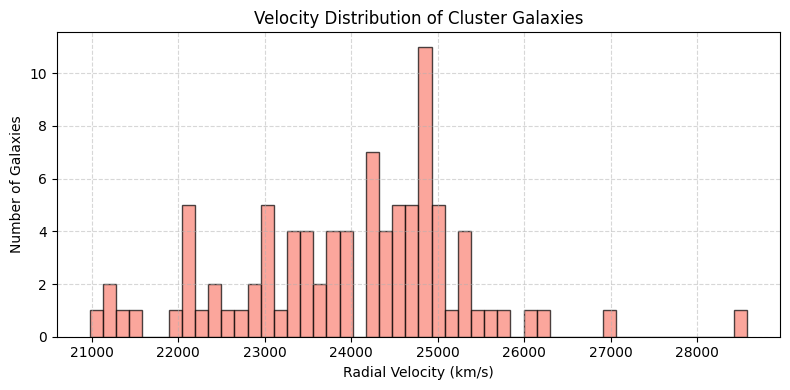 Velocity Distribution of Cluster Galaxies
Number of Galaxies
10
8
6
4
2
0
21000 22000 23000 24000 25000 26000 27000 28000
Radial Velocity (km/s)